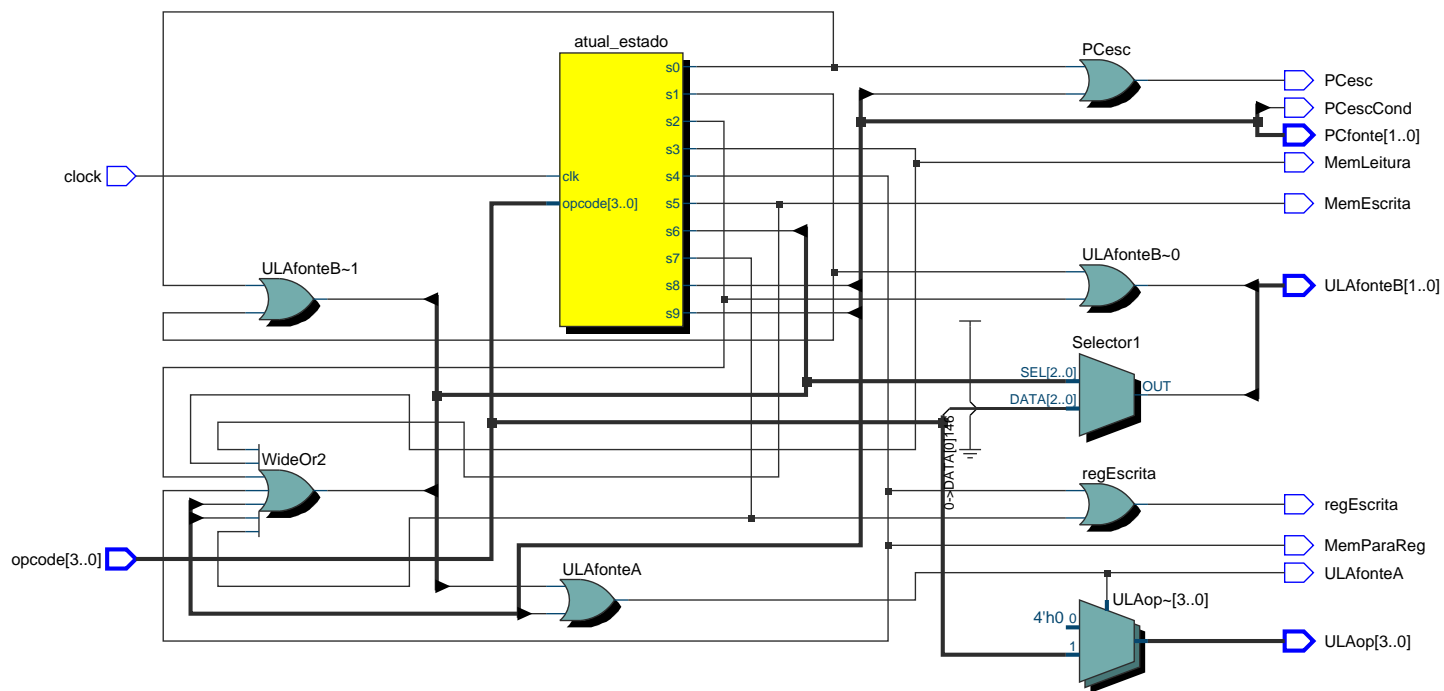 atual_estado
PCesc
s0
PCesc
s1
PCescCond
s2
PCfonte[1..0]
s3
MemLeitura
clock
clk
s4
opcode[3..0]
s5
MemEscrita
s6
ULAfonteB~1
s7
ULAfonteB~0
s8
ULAfonteB[1..0]
s9
Selector1
SEL[2..0]
OUT
DATA[2..0]
0->DATA[0]146
WideOr2
regEscrita
regEscrita
opcode[3..0]
MemParaReg
ULAfonteA
ULAfonteA
ULAop~[3..0]
4'h0 0
1
ULAop[3..0]